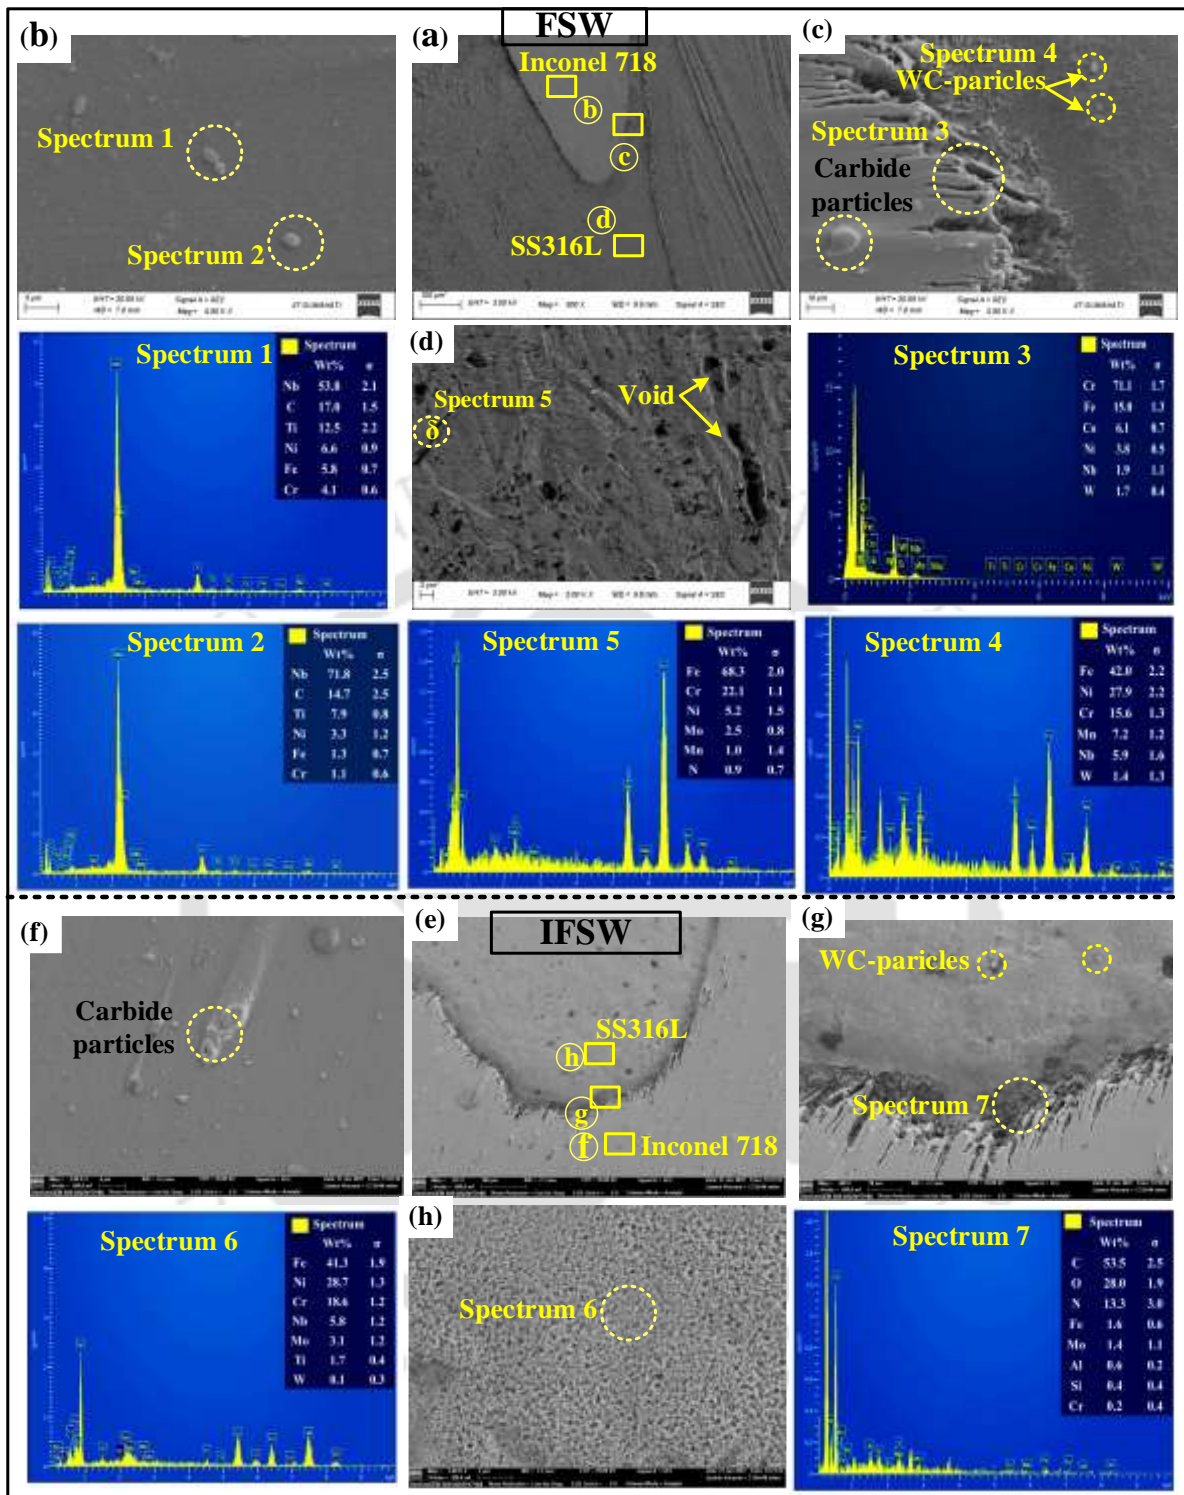 FSW
(b)
Spectrum 1
Spectrum 2
(a)
Inconel 718
b
c
d
SS316L
(c)
Spectrum 4
WC-paricles
Spectrum 3
Carbide
particles
Spectrum 1
Spectrum
Wt% σ
Nb 53.8 2.1
C 17.0 1.5
Ti 12.5 2.2
Ni 6.6 0.9
Fe 5.8 0.7
Cr 4.1 0.6
(d)
Spectrum 5
δ
Void
Spectrum 3
Spectrum
Wt% σ
Cr 71.1 1.7
Fe 15.0 1.3
6.1 0.7
Ni 3.8 0.5
Nb 1.9 1.1
W 1.7 0.4
Spectrum 2
Spectrum
Wt% σ
Nb 71.8 2.5
C 14.7 2.5
Ti 7.9 0.8
Ni 3.3 1.2
Fe 1.3 0.7
Cr 1.1 0.6
Spectrum 5
Spectrum
Wt% σ
Fe 68.3 2.0
Cr 22.1 1.1
Ni 5.2 1.5
Mo 2.5 0.8
Mn 1.0 1.4
N 0.9 0.7
Spectrum 4
Spectrum
Wt% σ
Fe 42.0 2.2
Ni 27.9 2.2
Cr 15.6 1.3
Mn 7.2 1.2
Nb 5.9 1.6
W 1.4 1.3
IFSW
(f)
Carbide
particles
(e)
SS316L
h
g
f
Inconel 718
(g)
WC-paricles
Spectrum 7
Spectrum 6
Spectrum
Wt% σ
Fe 41.3 1.9
Ni 28.7 1.3
Cr 18.6 1.2
Nb 5.8 1.2
Mo 3.1 1.2
Ti 1.7 0.4
W 0.1 0.3
(h)
Spectrum 6
Spectrum 7
Spectrum
Wt% σ
C 53.5 2.5
O 28.0 1.9
N 13.3 3.0
Fe 1.6 0.6
Mo 1.4 1.1
Al 0.6 0.2
Si 0.4 0.4
Cr 0.2 0.4